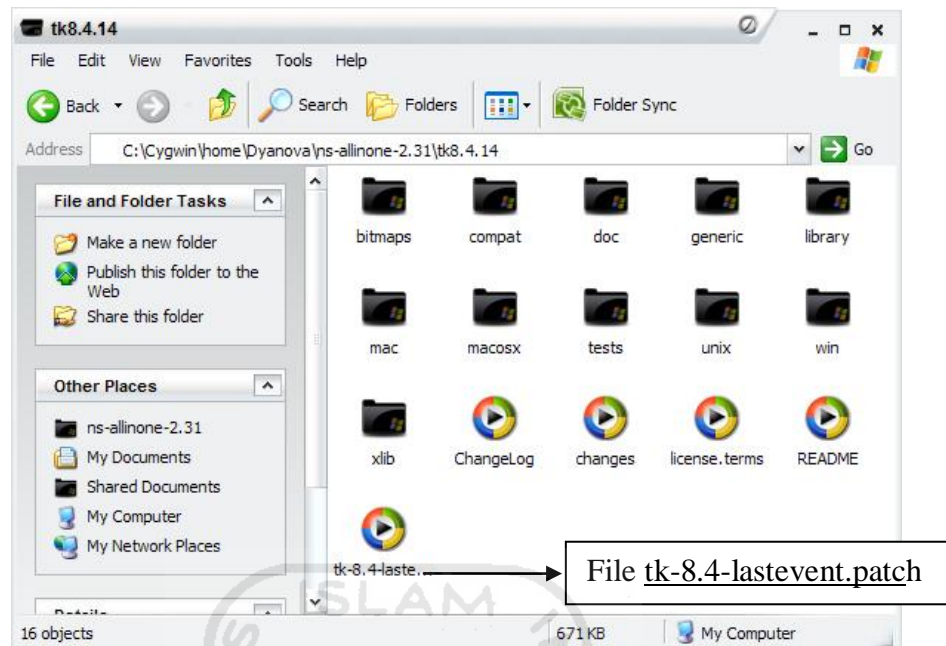 tk8.4.14
File Edit View Favorites Tools Help
Back Search Folders Folder Sync
Address C:\Cygwin\home\Dyanova\ns-allinone-2.31\tk8.4.14 Go
File and Folder Tasks
Make a new folder
Publish this folder to the
Web
Share this folder
Other Places
ns-allinone-2.31
My Documents
Shared Documents
My Computer
My Network Places
Details
bitmaps compat doc generic library
mac macosx tests unix win
xlib ChangeLog changes license.terms README
tk-8.4-laste...
File tk-8.4-lastevent.patch
ISLAM
16 objects 671 KB My Computer